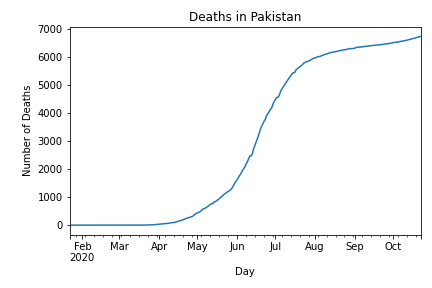 Deaths in Pakistan
7000
6000
5000
4000
3000
2000
1000
0
Number of Deaths
Feb Mar Apr May Jun Jul Aug Sep Oct
2020
Day